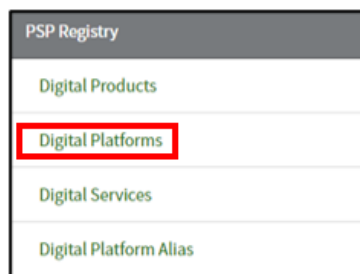 PSP Registry
Digital Products
Digital Platforms
Digital Services
Digital Platform Alias